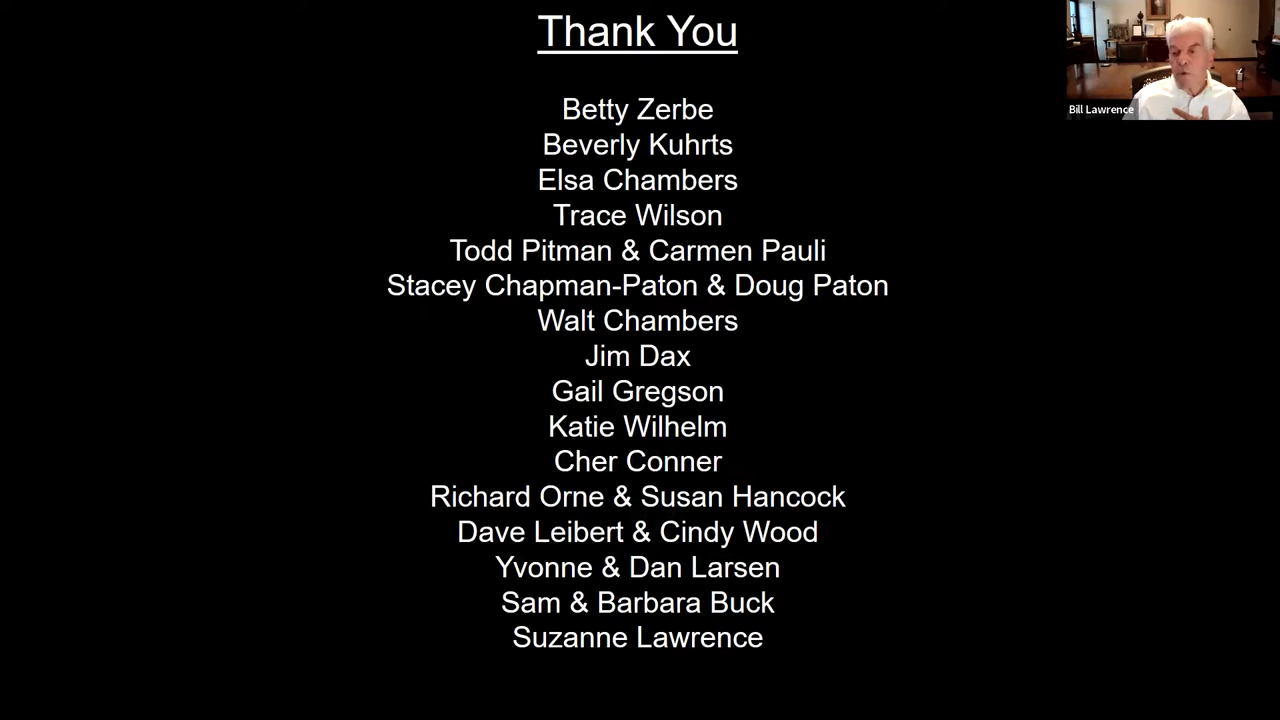 Thank You
Bill Lawrence
Betty Zerbe
Beverly Kuhrts
Elsa Chambers
Trace Wilson
Todd Pitman & Carmen Pauli
Stacey Chapman-Paton & Doug Paton
Walt Chambers
Jim Dax
Gail Gregson
Katie Wilhelm
Cher Conner
Richard Orne & Susan Hancock
Dave Leibert & Cindy Wood
Yvonne & Dan Larsen
Sam & Barbara Buck
Suzanne Lawrence